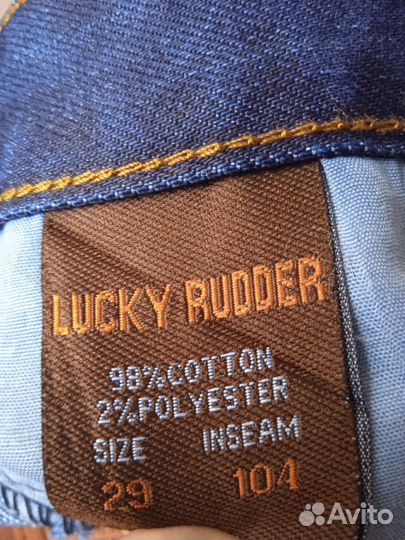 LUCKY RUDDER
98%COTTON
2%POLYESTER
SIZE INSEAM
29 104
Avito